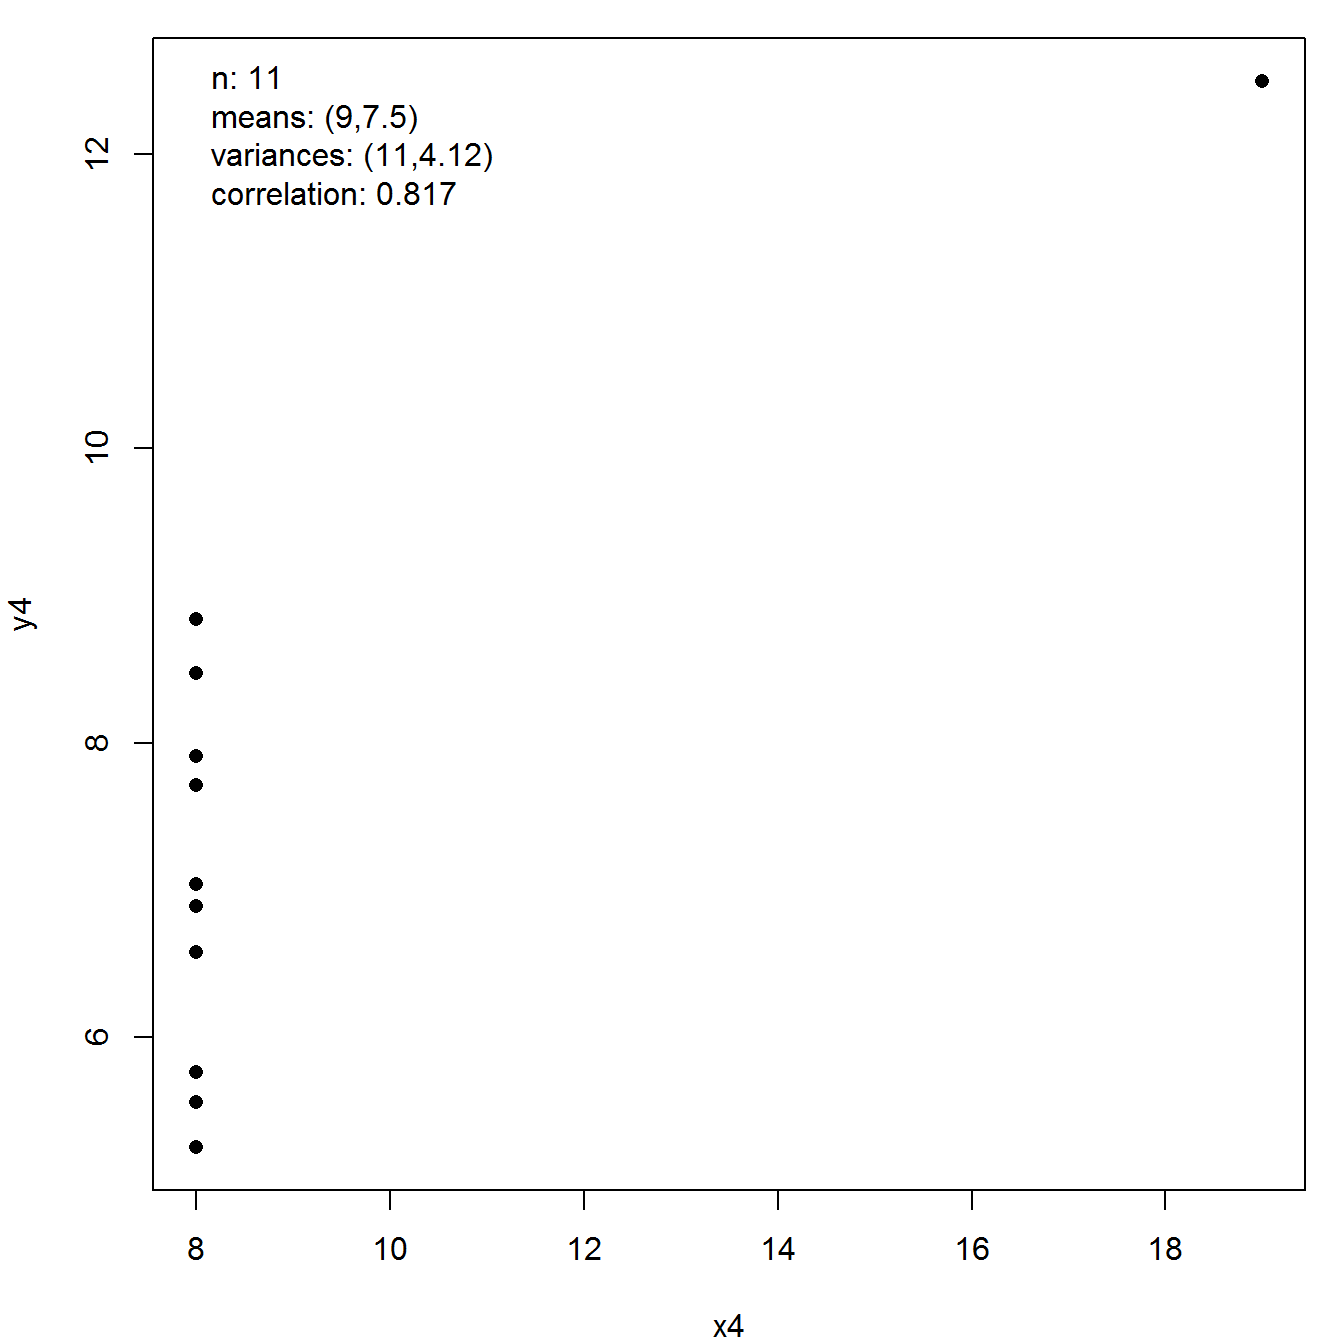 n: 11
means: (9,7.5)
variances: (11,4.12)
correlation: 0.817
12
10
8
6
y4
8 10 12 14 16 18
x4